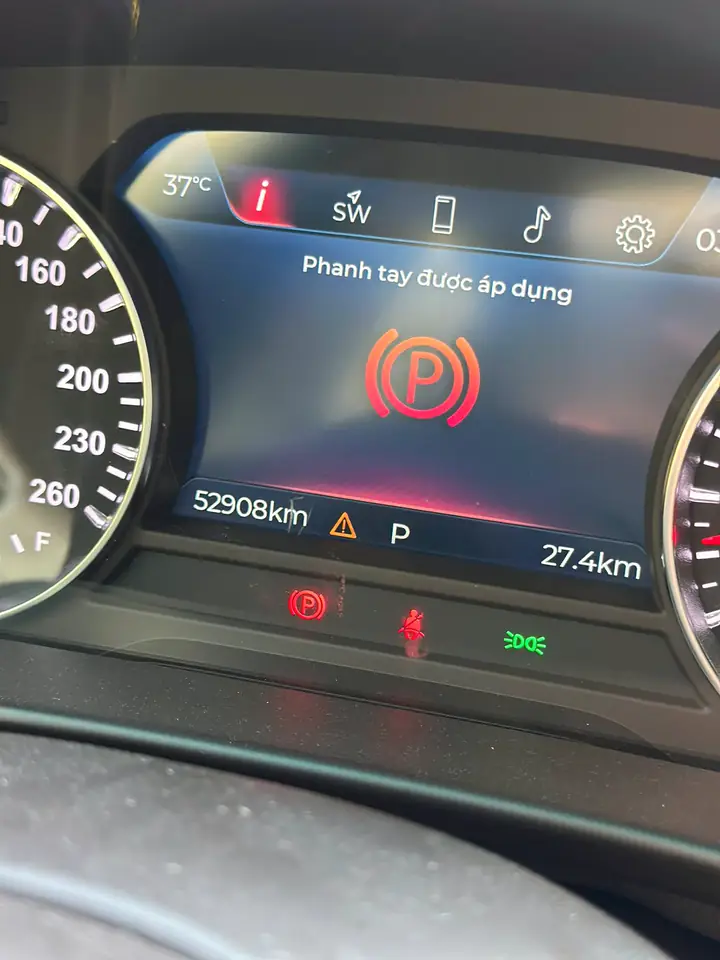 37°C
i
SW
Phanh tay được áp dụng
P
160
180
200
230
260
F
52908km
P
27.4km
P